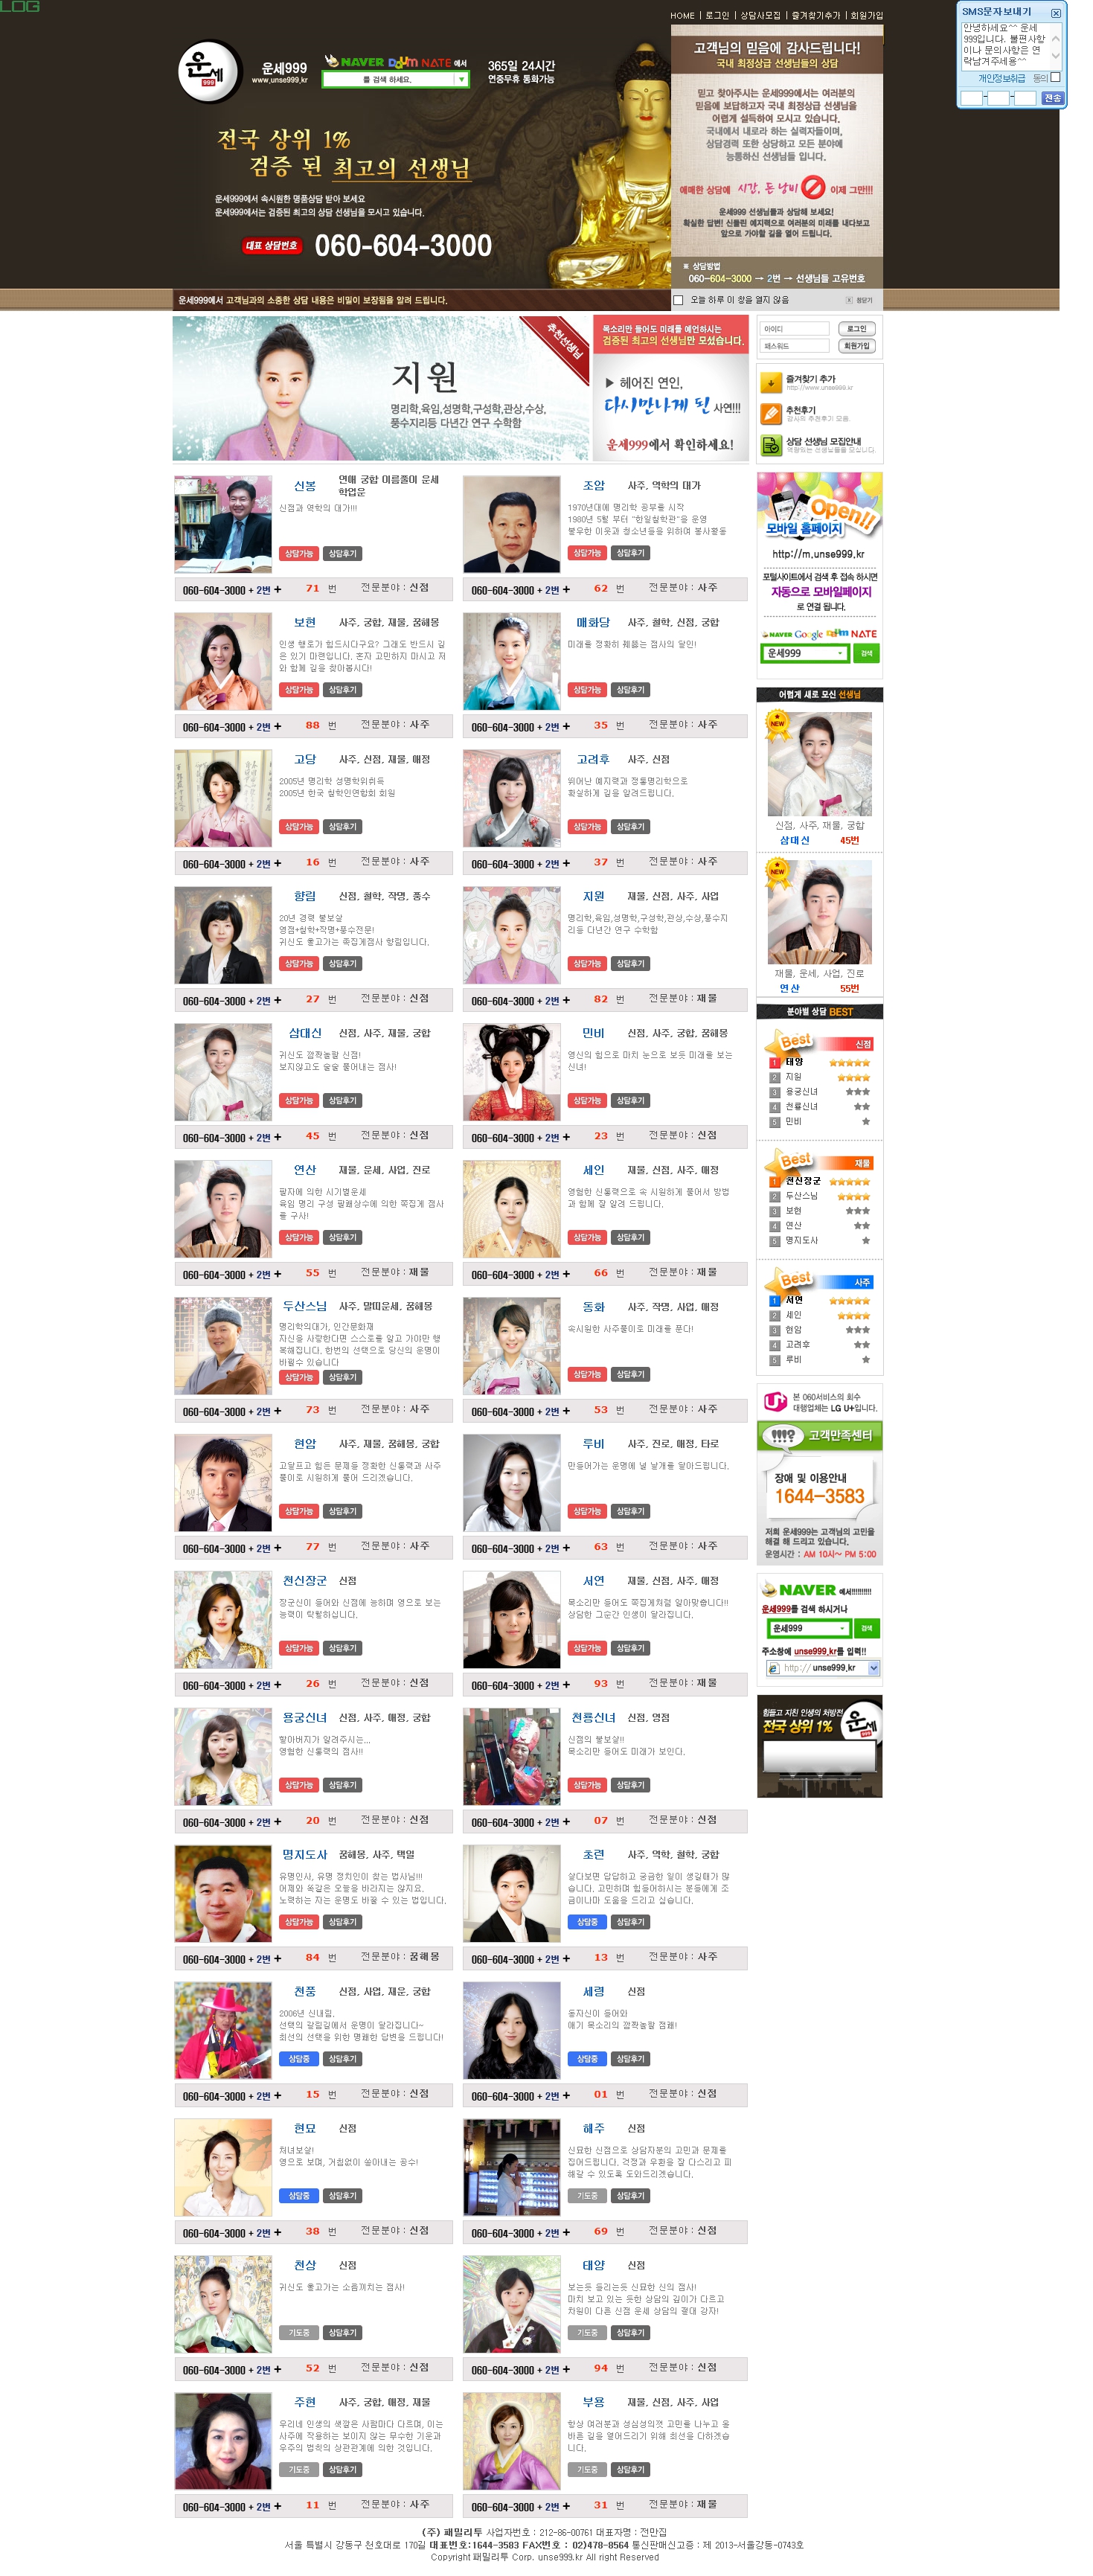 LOG
HOME | 로그인 | 상담사모집 | 즐겨찾기추가 | 회원가입
SMS문자보내기
안녕하세요^^ 운세
999입니다. 불편사항
이나 문의사항은 연
락남겨주세용^^
개인정보취급 동의
전송
운세
999
운세999
www.unse999.kr
NAVER Daum NATE 에서
를 검색 하세요.
365일 24시간
연중무휴 통화가능
전국 상위 1%
검증 된 최고의 선생님
운세999에서 속시원한 명품상담 받아 보세요
운세999에서는 검증된 최고의 상담 선생님을 모시고 있습니다.
대표 상담번호 060-604-3000
운세999에서 고객님과의 소중한 상담 내용은 비밀이 보장됨을 알려 드립니다.
고객님의 믿음에 감사드립니다!
국내 최정상급 선생님들의 상담
믿고 찾아주시는 운세999에서는 여러분의
믿음에 보답하고자 국내 최정상급 선생님을
어렵게 설득하여 모시고 있습니다.
국내에서 내로라 하는 실력자들이며,
상담경력 또한 상당하고 모든 분야에
능통하신 선생님들 입니다.
애매한 상담에 시간, 돈 낭비 이제 그만!!!
운세999 선생님들과 상담해 보세요!
확실한 답변! 신들린 예지력으로 여러분의 미래를 내다보고
앞으로 가야할 길을 열어 드립니다.
상담방법
060-604-3000 → 2번 → 선생님들 고유번호
오늘 하루 이 창을 열지 않음
창닫기
추천선생님
지원
명리학,육임,성명학,구성학,관상,수상,
풍수지리등 다년간 연구 수학함
목소리만 들어도 미래를 예언하시는
검증된 최고의 선생님만 모셨습니다.
▶ 헤어진 연인,
다시만나게 된 사연!!!
운세999에서 확인하세요!
아이디
로그인
패스워드
회원가입
즐겨찾기 추가
http://www.unse999.kr
추천후기
상담 선생님 모집안내
신봉 연애 궁합 이름풀이 운세
학업운
신점과 역학의 대가!!!
상담가능 상담후기
060-604-3000 + 2번 + 71 번 전문분야 : 신점
조암 사주, 역학의 대가
1970년대에 명리학 공부를 시작
1980년 5월 부터 "한일철학관"을 운영
불우한 이웃과 청소년들을 위하여 봉사활동
상담가능 상담후기
060-604-3000 + 2번 + 62 번 전문분야 : 사주
보현 사주, 궁합, 재물, 꿈해몽
인생 행로가 힘드시다구요? 그래도 반드시 길
은 있기 마련입니다. 혼자 고민하지 마시고 저
와 함께 길을 찾아봅시다!
상담가능 상담후기
060-604-3000 + 2번 + 88 번 전문분야 : 사주
매화당 사주, 철학, 신점, 궁합
미래를 정확히 꿰뚫는 점사의 달인!
상담가능 상담후기
060-604-3000 + 2번 + 35 번 전문분야 : 사주
고당 사주, 신점, 재물, 애정
2005년 명리학 성명학위취득
2005년 한국 철학인연합회 회원
상담가능 상담후기
060-604-3000 + 2번 + 16 번 전문분야 : 사주
고려후 사주, 신점
뛰어난 예지력과 정통명리학으로
확실하게 길을 알려드립니다.
상담가능 상담후기
060-604-3000 + 2번 + 37 번 전문분야 : 사주
향림 신점, 철학, 작명, 풍수
20년 경력 불보살
영점+철학+작명+풍수전문!
귀신도 울고가는 족집게점사 향림입니다.
상담가능 상담후기
060-604-3000 + 2번 + 27 번 전문분야 : 신점
지원 재물, 신점, 사주, 사업
명리학,육임,성명학,구성학,관상,수상,풍수지
리등 다년간 연구 수학함
상담가능 상담후기
060-604-3000 + 2번 + 82 번 전문분야 : 재물
삼대신 신점, 사주, 재물, 궁합
귀신도 깜짝놀랄 신점!
보지않고도 술술 풀어내는 점사!
상담가능 상담후기
060-604-3000 + 2번 + 45 번 전문분야 : 신점
민비 신점, 사주, 궁합, 꿈해몽
영신의 힘으로 마치 눈으로 보듯 미래를 보는
신녀!
상담가능 상담후기
060-604-3000 + 2번 + 23 번 전문분야 : 신점
연산 재물, 운세, 사업, 진로
팔자에 의한 시기별운세
육임 명리 구성 팔괘상수에 의한 족집게 점사
를 구사!
상담가능 상담후기
060-604-3000 + 2번 + 55 번 전문분야 : 재물
세인 재물, 신점, 사주, 애정
영험한 신통력으로 속 시원하게 풀어서 방법
과 함께 잘 알려 드립니다.
상담가능 상담후기
060-604-3000 + 2번 + 66 번 전문분야 : 재물
두산스님 사주, 말띠운세, 꿈해몽
명리학의대가, 인간문화재
자신을 사랑한다면 스스로를 알고 가야만 행
복해집니다. 한번의 선택으로 당신의 운명이
바뀔수 있습니다
상담가능 상담후기
060-604-3000 + 2번 + 73 번 전문분야 : 사주
동화 사주, 작명, 사업, 애정
속시원한 사주풀이로 미래를 푼다!
상담가능 상담후기
060-604-3000 + 2번 + 53 번 전문분야 : 사주
현암 사주, 재물, 꿈해몽, 궁합
고달프고 힘든 문제들 정확한 신통력과 사주
풀이로 시원하게 풀어 드리겠습니다.
상담가능 상담후기
060-604-3000 + 2번 + 77 번 전문분야 : 사주
루비 사주, 진로, 애정, 타로
만들어가는 운명에 널 날개를 달아드립니다.
상담가능 상담후기
060-604-3000 + 2번 + 63 번 전문분야 : 사주
천신장군 신점
장군신이 들어와 신점에 능하며 영으로 보는
능력이 탁월하십니다.
상담가능 상담후기
060-604-3000 + 2번 + 26 번 전문분야 : 신점
서연 재물, 신점, 사주, 애정
목소리만 들어도 족집게처럼 알아맞춥니다!!
상담한 그순간 인생이 달라집니다.
상담가능 상담후기
060-604-3000 + 2번 + 93 번 전문분야 : 재물
용궁신녀 신점, 사주, 애정, 궁합
할아버지가 알려주시는...
영험한 신통력의 점사!!
상담가능 상담후기
060-604-3000 + 2번 + 20 번 전문분야 : 신점
천룡신녀 신점, 영점
신점의 불보살!!
목소리만 들어도 미래가 보인다.
상담가능 상담후기
060-604-3000 + 2번 + 07 번 전문분야 : 신점
명지도사 꿈해몽, 사주, 택일
유명인사, 유명 정치인이 찾는 법사님!!!
어제와 똑같은 오늘을 바라지는 않지요.
노력하는 자는 운명도 바꿀 수 있는 법입니다.
상담가능 상담후기
060-604-3000 + 2번 + 84 번 전문분야 : 꿈해몽
초련 사주, 역학, 철학, 궁합
살다보면 답답하고 궁금한 일이 생길때가 많
습니다. 고민하며 힘들어하시는 분들에게 조
금이나마 도움을 드리고 싶습니다.
상담중 상담후기
060-604-3000 + 2번 + 13 번 전문분야 : 사주
천풍 신점, 사업, 재운, 궁합
2006년 신내림.
선택의 갈림길에서 운명이 달라집니다~
최선의 선택을 위한 명쾌한 답변을 드립니다!
상담중 상담후기
060-604-3000 + 2번 + 15 번 전문분야 : 신점
세령 신점
동자신이 들어와
애기 목소리의 깜짝놀랄 점괘!
상담중 상담후기
060-604-3000 + 2번 + 01 번 전문분야 : 신점
현묘 신점
처녀보살!
영으로 보며, 거침없이 쏟아내는 공수!
상담중 상담후기
060-604-3000 + 2번 + 38 번 전문분야 : 신점
해주 신점
신묘한 신점으로 상담자분의 고민과 문제를
집어드립니다. 걱정과 우환을 잘 다스리고 피
해갈 수 있도록 도와드리겠습니다.
기도중 상담후기
060-604-3000 + 2번 + 69 번 전문분야 : 신점
천상 신점
귀신도 울고가는 소름끼치는 점사!
기도중 상담후기
060-604-3000 + 2번 + 52 번 전문분야 : 신점
태양 신점
보는듯 들리는듯 신묘한 신의 점사!
마치 보고 있는 듯한 상담의 깊이가 다르고
차원이 다른 신점 운세 상담의 절대 강자!
기도중 상담후기
060-604-3000 + 2번 + 94 번 전문분야 : 신점
주현 사주, 궁합, 애정, 재물
우리네 인생의 색깔은 사람마다 다르며, 이는
사주에 작용하는 보이지 않는 무수한 기운과
우주의 법칙의 상관관계에 의한 것입니다.
기도중 상담후기
060-604-3000 + 2번 + 11 번 전문분야 : 사주
부용 재물, 신점, 사주, 사업
항상 여러분과 성심성의껏 고민를 나누고 올
바른 길을 열어드리기 위해 최선을 다하겠습
니다.
기도중 상담후기
060-604-3000 + 2번 + 31 번 전문분야 : 재물
Open!!
모바일 홈페이지
http://m.unse999.kr
포털사이트에서 검색 후 접속 하시면
자동으로 모바일페이지
로 연결 됩니다.
NAVER Google Daum NATE
운세999 검색
어렵게 새로 모신 선생님
NEW
신점, 사주, 재물, 궁합
삼대신 45번
NEW
재물, 운세, 사업, 진로
연산 55번
분야별 상담 BEST
Best 신점
1 태양 ★★★★★
2 지원 ★★★★
3 용궁신녀 ★★★
4 천룡신녀 ★★
5 민비 ★
Best 재물
1 천신장군 ★★★★★
2 두산스님 ★★★★
3 보현 ★★★
4 연산 ★★
5 명지도사 ★
Best 사주
1 서연 ★★★★★
2 세인 ★★★★
3 현암 ★★★
4 고려후 ★★
5 루비 ★
본 060서비스의 회수
대행업체는 LG U+입니다.
고객만족센터
장애 및 이용안내
1644-3583
저희 운세999는 고객님의 고민을
해결 해 드리고 있습니다.
운영시간 : AM 10시~ PM 5:00
NAVER 에서!!!!!!!!!!
운세999를 검색 하시거나
운세999 검색
주소창에 unse999.kr를 입력!!
http:// unse999.kr
힘들고 지친 인생의 처방전
전국 상위 1% 운세
(주) 패밀리투 사업자번호 : 212-86-00761 대표자명 : 전만집
서울 특별시 강동구 천호대로 170길 대표번호:1644-3583 FAX번호 : 02)478-8564 통신판매신고증 : 제 2013-서울강동-0743호
Copyright 패밀리투 Corp. unse999.kr All right Reserved